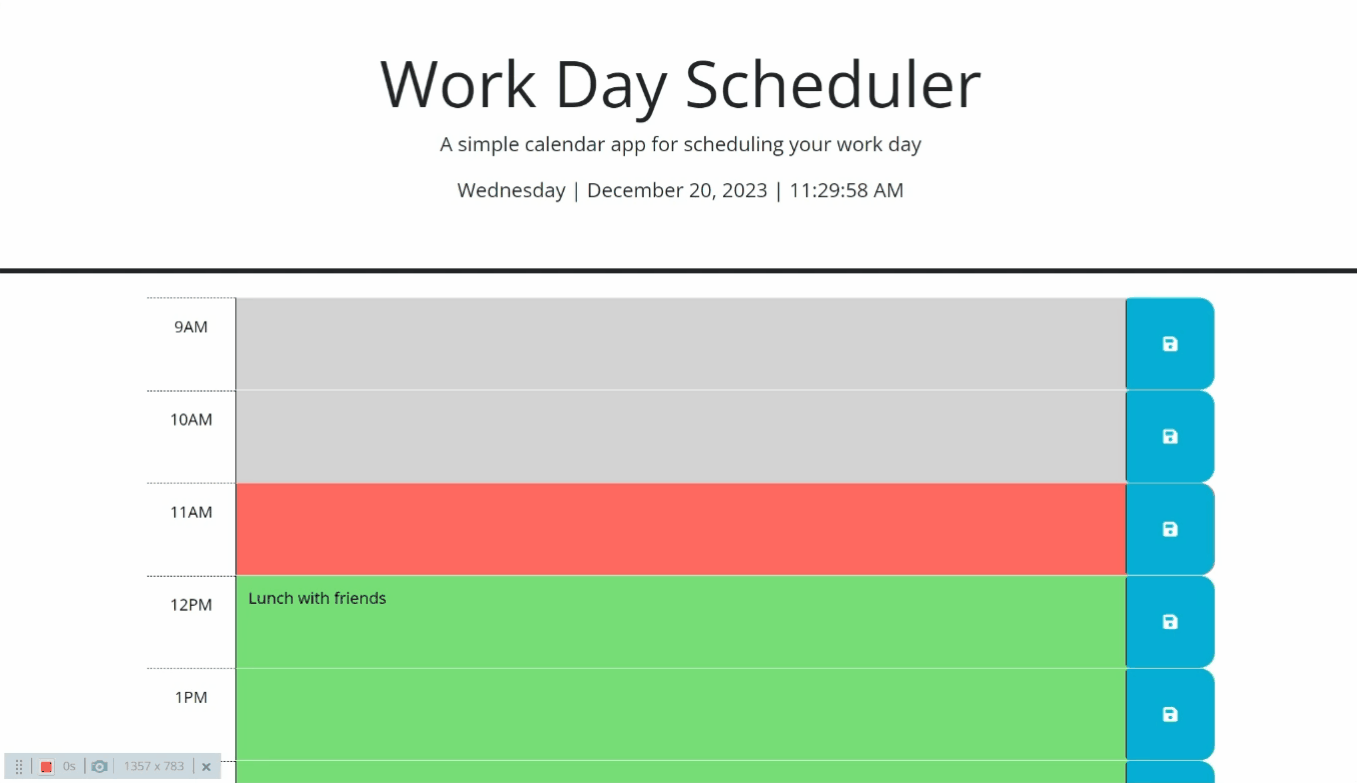 Work Day Scheduler
A simple calendar app for scheduling your work day
Wednesday | December 20, 2023 | 11:29:58 AM
9AM
10AM
11AM
12PM
Lunch with friends
1PM
0s
1357 x 783